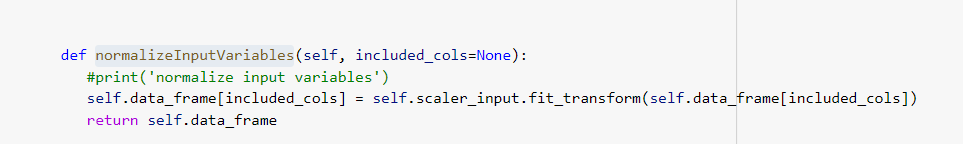 def normalizeInputVariables(self, included_cols=None):
#print('normalize input variables')
self.data_frame[included_cols] = self.scaler_input.fit_transform(self.data_frame[included_cols])
return self.data_frame